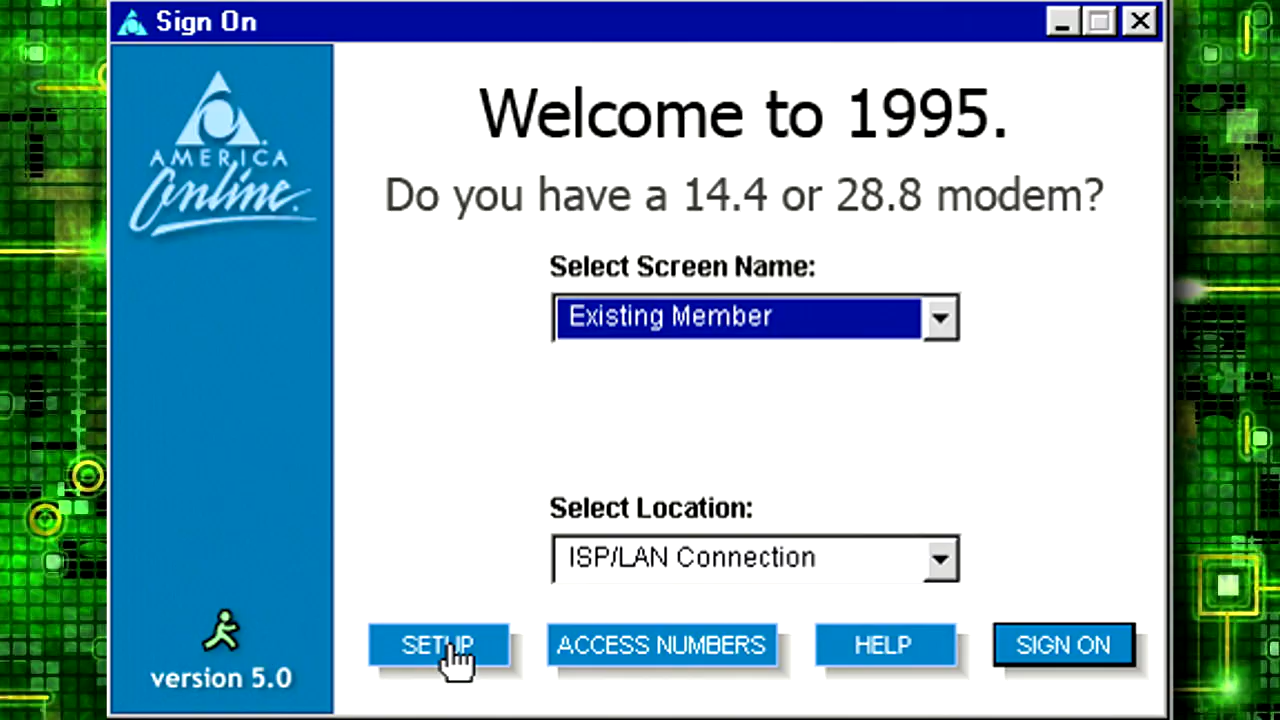 Sign On
AMERICA
Online.
Welcome to 1995.
Do you have a 14.4 or 28.8 modem?
Select Screen Name:
Existing Member
Select Location:
ISP/LAN Connection
SETUP
ACCESS NUMBERS
HELP
SIGN ON
version 5.0